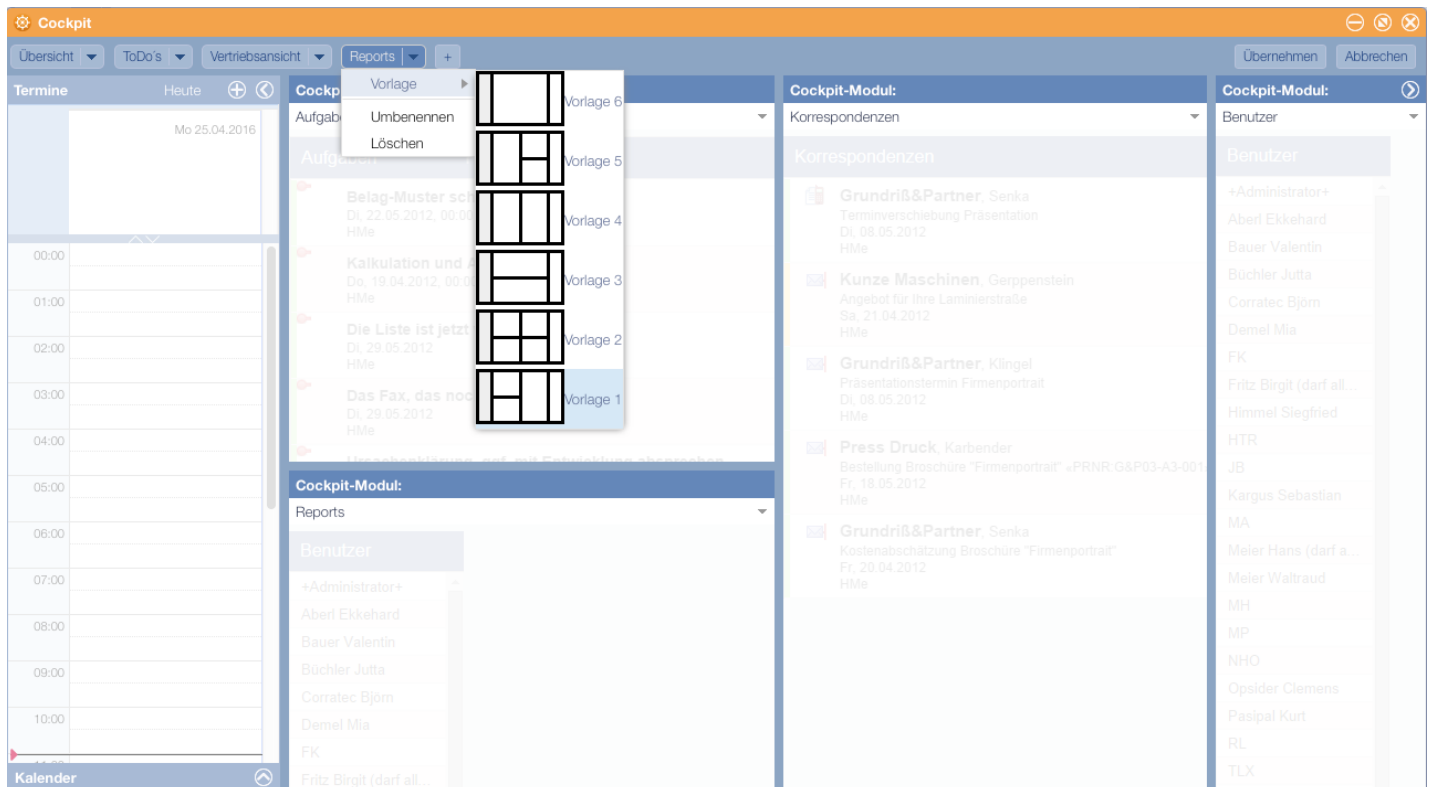 Cockpit
Übersicht
ToDo´s
Vertriebsansicht
Reports
+
Übernehmen
Abbrechen
Termine
Heute
Mo 25.04.2016
00:00
01:00
02:00
03:00
04:00
05:00
06:00
07:00
08:00
09:00
10:00
Kalender
Vorlage
Umbenennen
Löschen
Vorlage 6
Vorlage 5
Vorlage 4
Vorlage 3
Vorlage 2
Vorlage 1
Belag-Muster
Di, 22.05.2012, 00:00
HMe
Kalkulation und
Do, 19.04.2012,
HMe
Die Liste ist jetzt
Di, 29.05.2012
HMe
Das Fax, das
Di, 29.05.2012
HMe
Cockpit-Modul:
Reports
Benutzer
+Administrator+
Aberl Ekkehard
Bauer Valentin
Büchler Jutta
Corratec Björn
Demel Mia
FK
Fritz Birgit (darf all...
Cockpit-Modul:
Korrespondenzen
Korrespondenzen
Grundriß&Partner, Senka
Terminverschiebung Präsentation
Di, 08.05.2012
HMe
Kunze Maschinen, Gerppenstein
Angebot für Ihre Laminierstraße
Sa, 21.04.2012
HMe
Grundriß&Partner, Klingel
Präsentationstermin Firmenportrait
Di, 08.05.2012
HMe
Press Druck, Karbender
Bestellung Broschüre "Firmenportrait" «PRNR:G&P03-A3-001
Fr, 18.05.2012
HMe
Grundriß&Partner, Senka
Kostenabschätzung Broschüre "Firmenportrait"
Fr, 20.04.2012
HMe
Cockpit-Modul:
Benutzer
Benutzer
+Administrator+
Aberl Ekkehard
Bauer Valentin
Büchler Jutta
Corratec Björn
Demel Mia
FK
Fritz Birgit (darf all...
Himmel Siegfried
HTR
JB
Kargus Sebastian
MA
Meier Hans (darf a...
Meier Waltraud
MH
MP
NHO
Opsider Clemens
Pasipal Kurt
RL
TLX